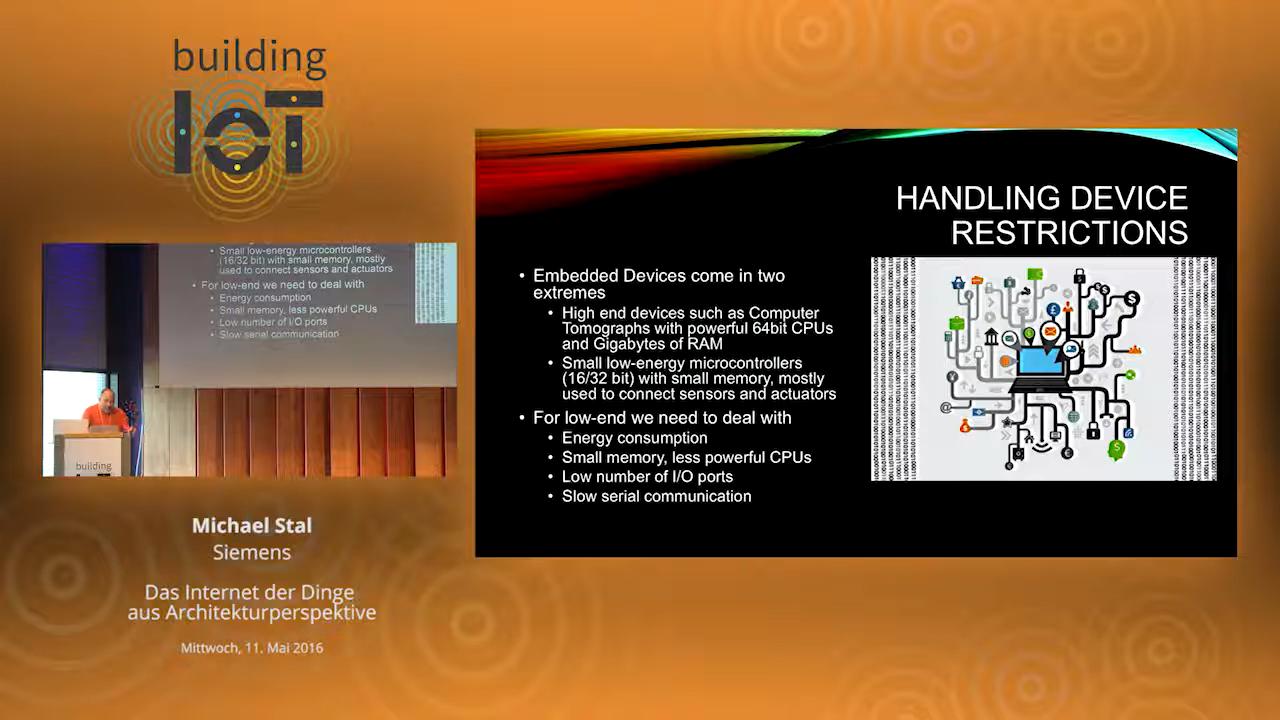 building
IoT
Small low-energy microcontrollers
(16/32 bit) with small memory, mostly
used to connect sensors and actuators
• For low-end we need to deal with
• Energy consumption
• Small memory, less powerful CPUs
• Low number of I/O ports
• Slow serial communication
building
Michael Stal
Siemens
Das Internet der Dinge
aus Architekturperspektive
Mittwoch, 11. Mai 2016
HANDLING DEVICE
RESTRICTIONS
• Embedded Devices come in two
extremes
• High end devices such as Computer
Tomographs with powerful 64bit CPUs
and Gigabytes of RAM
• Small low-energy microcontrollers
(16/32 bit) with small memory, mostly
used to connect sensors and actuators
• For low-end we need to deal with
• Energy consumption
• Small memory, less powerful CPUs
• Low number of I/O ports
• Slow serial communication